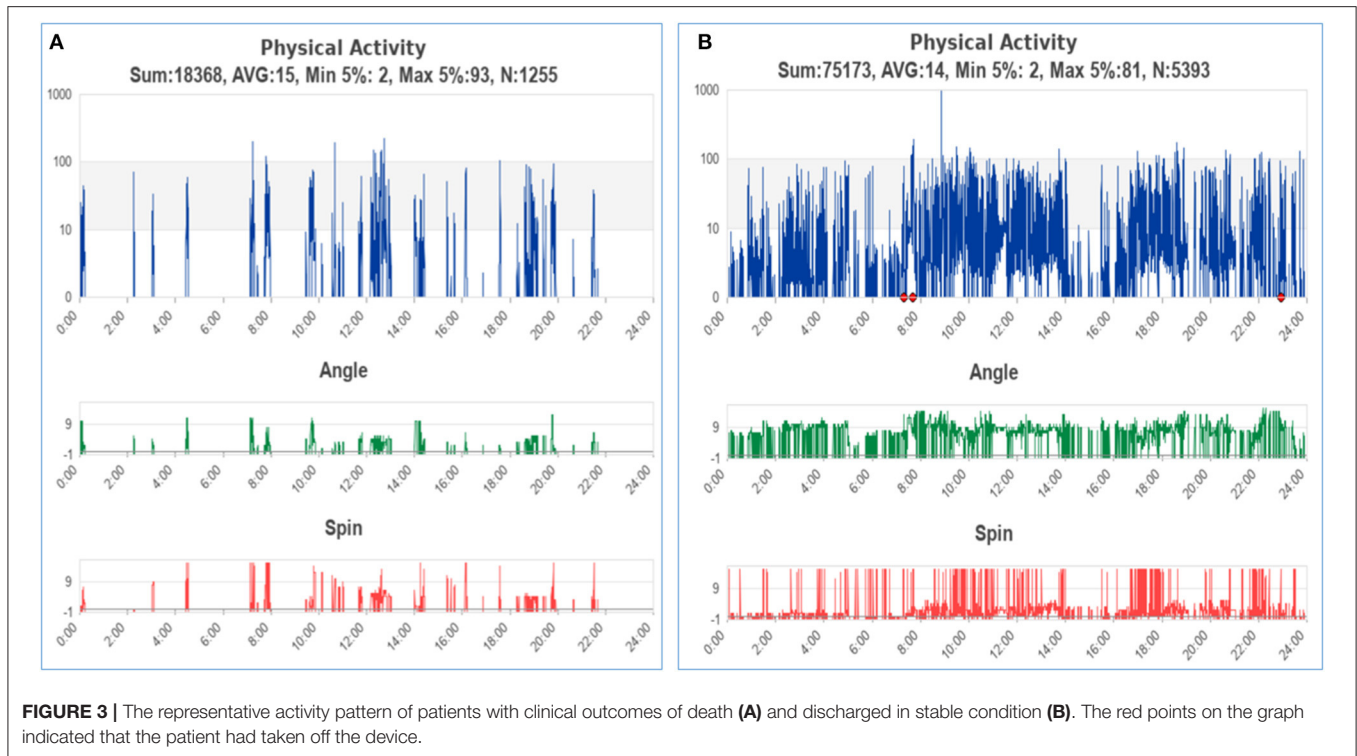 A
Physical Activity
Sum:18368, AVG:15, Min 5%: 2, Max 5%:93, N:1255
1000
100
10
0
0.00 2.00 4.00 6.00 8.00 10.00 12.00 14.00 16.00 18.00 20.00 22.00 24.00
Angle
9
-1
0.00 2.00 4.00 6.00 8.00 10.00 12.00 14.00 16.00 18.00 20.00 22.00 24.00
Spin
9
-1
0.00 2.00 4.00 6.00 8.00 10.00 12.00 14.00 16.00 18.00 20.00 22.00 24.00
B
Physical Activity
Sum:75173, AVG:14, Min 5%: 2, Max 5%:81, N:5393
1000
100
10
0
0.00 2.00 4.00 6.00 8.00 10.00 12.00 14.00 16.00 18.00 20.00 22.00 24.00
Angle
9
-1
0.00 2.00 4.00 6.00 8.00 10.00 12.00 14.00 16.00 18.00 20.00 22.00 24.00
Spin
9
-1
0.00 2.00 4.00 6.00 8.00 10.00 12.00 14.00 16.00 18.00 20.00 22.00 24.00
FIGURE 3 | The representative activity pattern of patients with clinical outcomes of death (A) and discharged in stable condition (B). The red points on the graph
indicated that the patient had taken off the device.